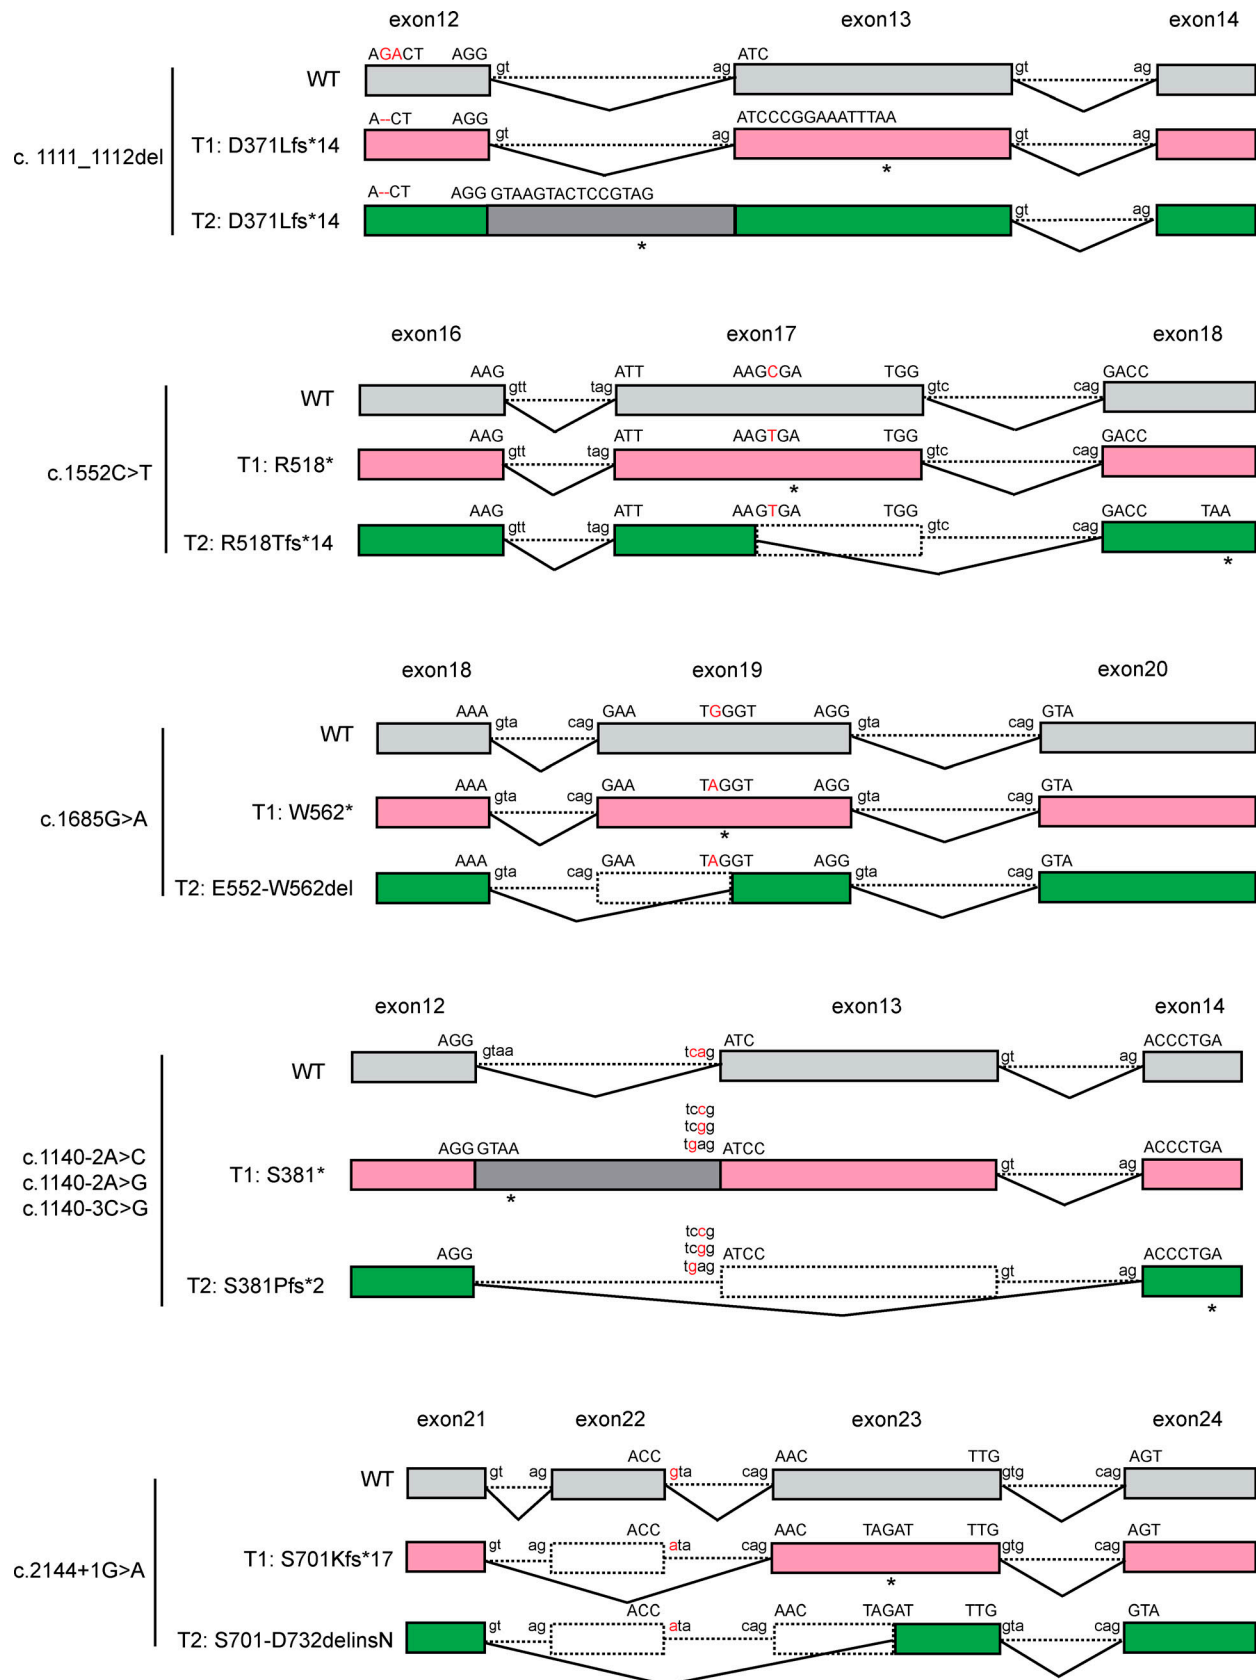 exon12 exon13 exon14
AGACT AGG ATC
WT gt ag gt ag
A--CT AGG ATCCCGGAAATTTAA
c. 1111_1112del T1: D371Lfs*14 gt ag gt ag
*
A--CT AGG GTAAGTACTCCGTAG
T2: D371Lfs*14 gt ag
*
exon16 exon17 exon18
AAG ATT AAGCGA TGG GACC
WT gtt tag gtc cag
AAG ATT AAGTGA TGG GACC
c.1552C>T T1: R518* gtt tag gtc cag
*
AAG ATT AAGTGA TGG GACC TAA
T2: R518Tfs*14 gtt tag gtc cag
*
exon18 exon19 exon20
AAA GAA TGGGT AGG GTA
WT gta cag gta cag
AAA GAA TAGGT AGG GTA
c.1685G>A T1: W562* gta cag gta cag
*
AAA GAA TAGGT AGG GTA
T2: E552-W562del gta cag gta cag
exon12 exon13 exon14
AGG ATC ACCCTGA
WT gtaa tcag gt ag
tccg
tcgg
tgag
AGG GTAA ATCC ACCCTGA
c.1140-2A>C
c.1140-2A>G
c.1140-3C>G
T1: S381* gt ag
*
tccg
tcgg
tgag
AGG ATCC ACCCTGA
T2: S381Pfs*2 gt ag
*
exon21 exon22 exon23 exon24
ACC AAC TTG AGT
WT gt ag gta cag gtg cag
ACC AAC TAGAT TTG AGT
c.2144+1G>A T1: S701Kfs*17 gt ag ata cag gtg cag
*
ACC AAC TAGAT TTG GTA
T2: S701-D732delinsN gt ag ata cag gta cag